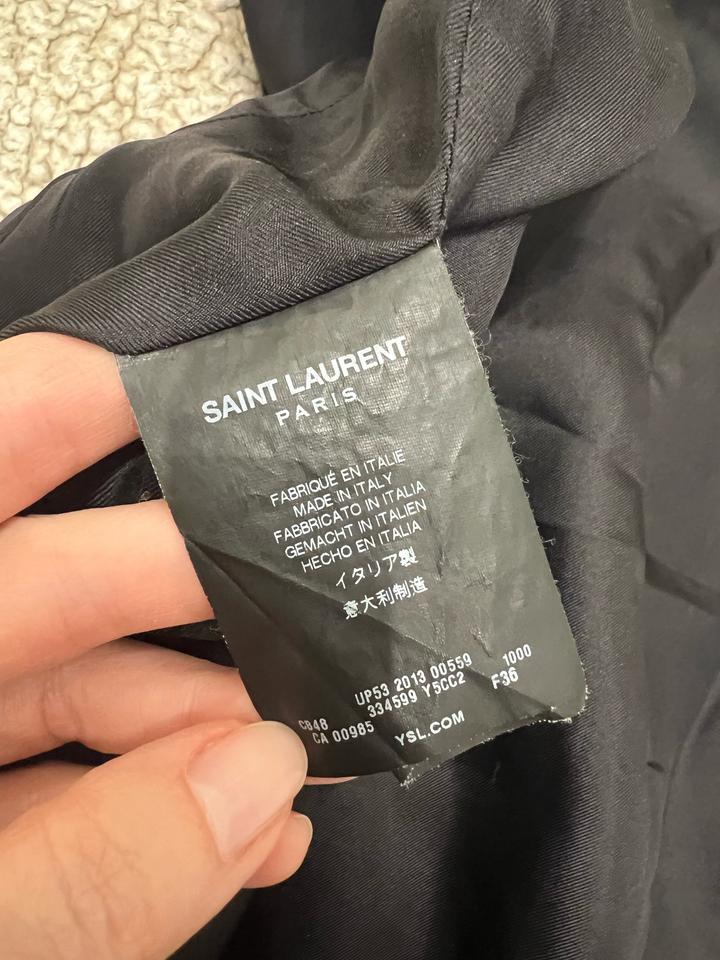 SAINT LAURENT
PARIS
FABRIQUÉ EN ITALIE
MADE IN ITALY
FABBRICATO IN ITALIA
GEMACHT IN ITALIEN
HECHO EN ITALIA
イタリア製
意大利制造
UP53 2013 00559 1000
C848 334599 Y5CC2 F36
CA 00985 YSL.COM